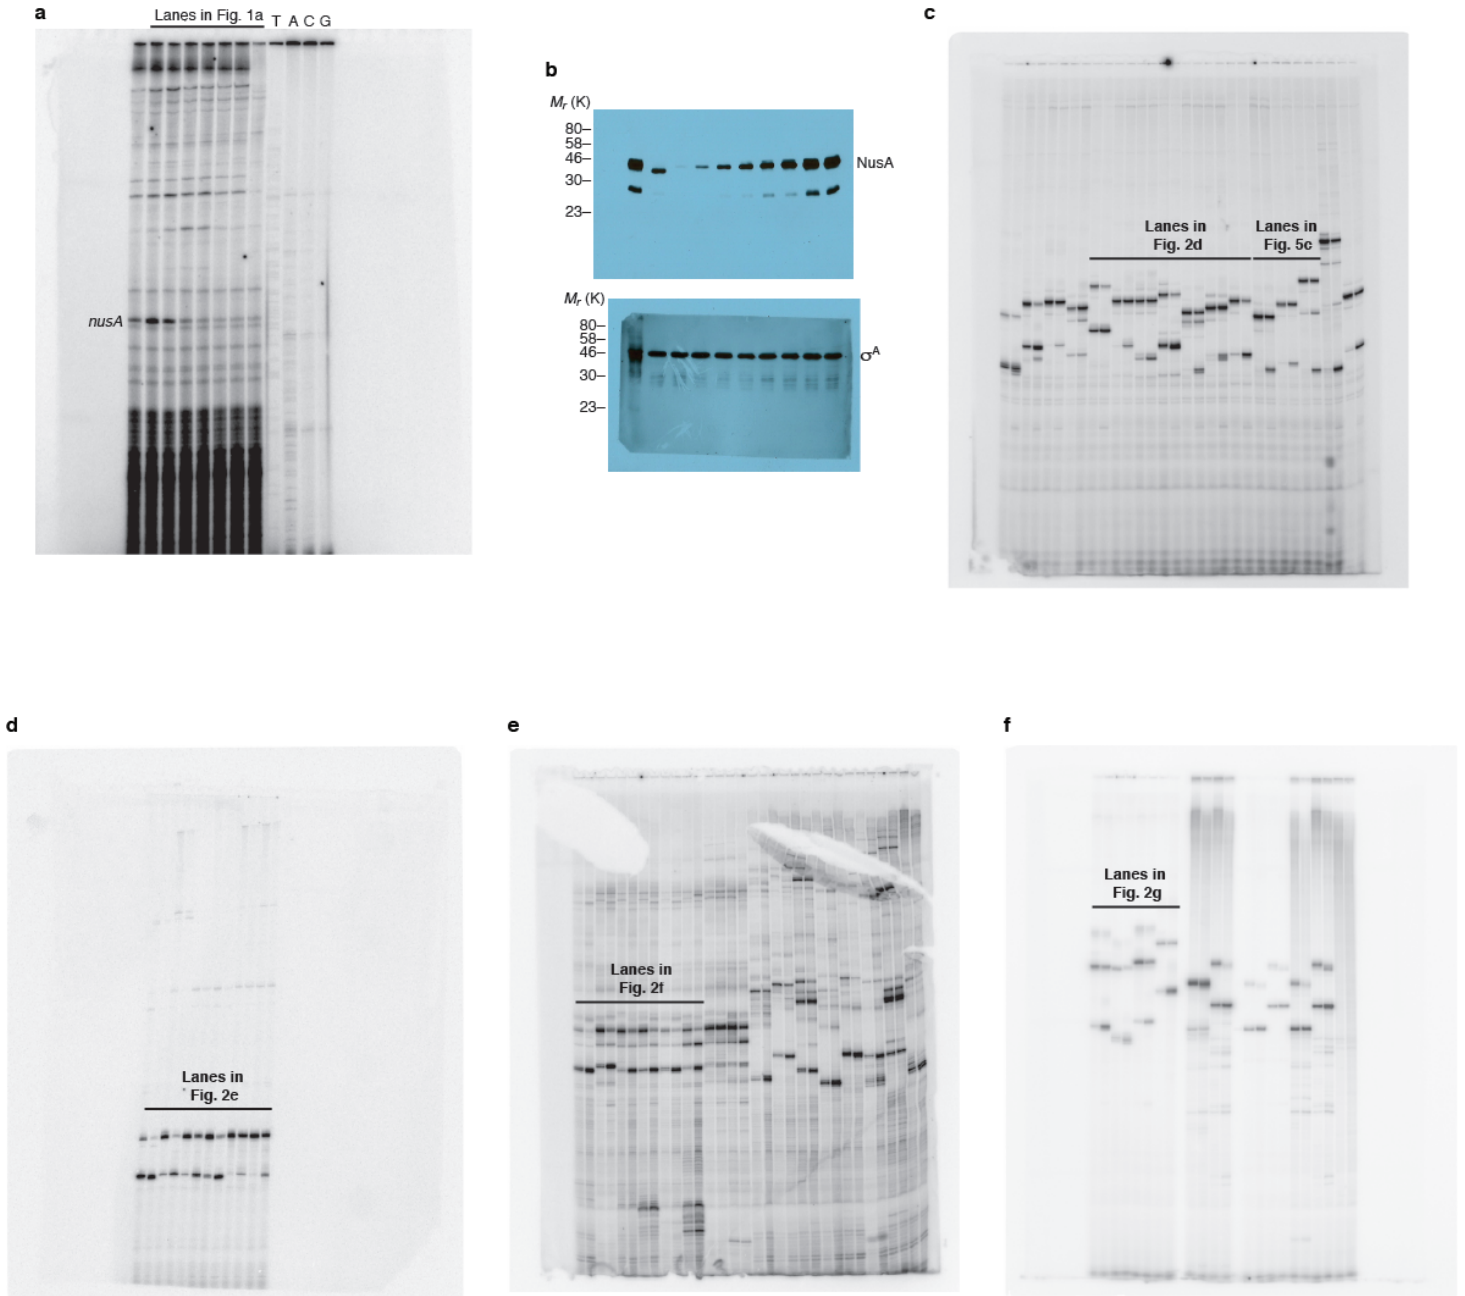 a
Lanes in Fig. 1a
T A C G
nusA
b
Mr (K)
80–
58–
46–
30–
23–
NusA
Mr (K)
80–
58–
46–
30–
23–
σA
c
Lanes in
Fig. 2d
Lanes in
Fig. 5c
d
Lanes in
Fig. 2e
e
Lanes in
Fig. 2f
f
Lanes in
Fig. 2g